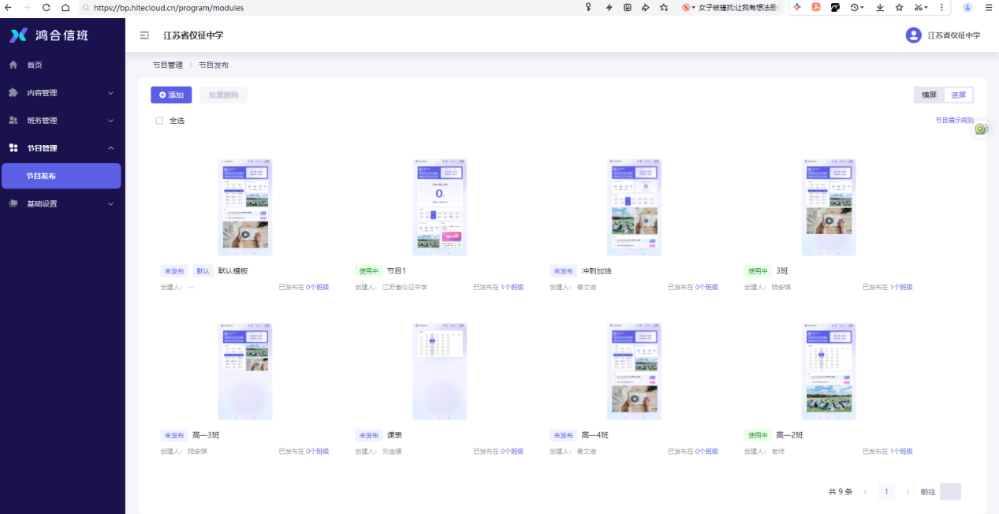 https://bp.hitecloud.cn/program/modules
女子被骚扰:让我有想法是
鸿合信班
江苏省仪征中学
江苏省仪征中学
首页
内容管理
班务管理
节目管理
节目发布
基础设置
节目管理 / 节目发布
添加
批量删除
横屏
竖屏
全选
节目展示规则
未发布 默认 默认模板
创建人: -- 已发布在 0个班级
使用中 节目1
创建人: 江苏省仪征中学 已发布在 1个班级
未发布 冲刺加油
创建人: 秦文俊 已发布在 0个班级
使用中 3班
创建人: 陆安琪 已发布在 1个班级
未发布 高一3班
创建人: 陆安琪 已发布在 0个班级
未发布 课表
创建人: 刘金媛 已发布在 0个班级
未发布 高一4班
创建人: 秦文俊 已发布在 0个班级
使用中 高一2班
创建人: 老师 已发布在 1个班级
共 9 条 1 前往